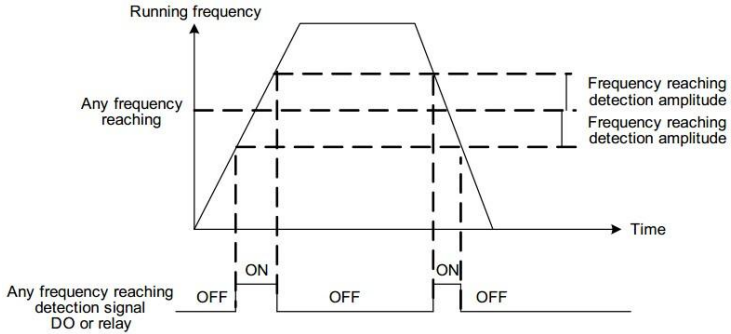 Running frequency
Any frequency
reaching
Frequency reaching
detection amplitude
Frequency reaching
detection amplitude
Time
Any frequency reaching
detection signal
DO or relay
OFF
ON
OFF
ON
OFF